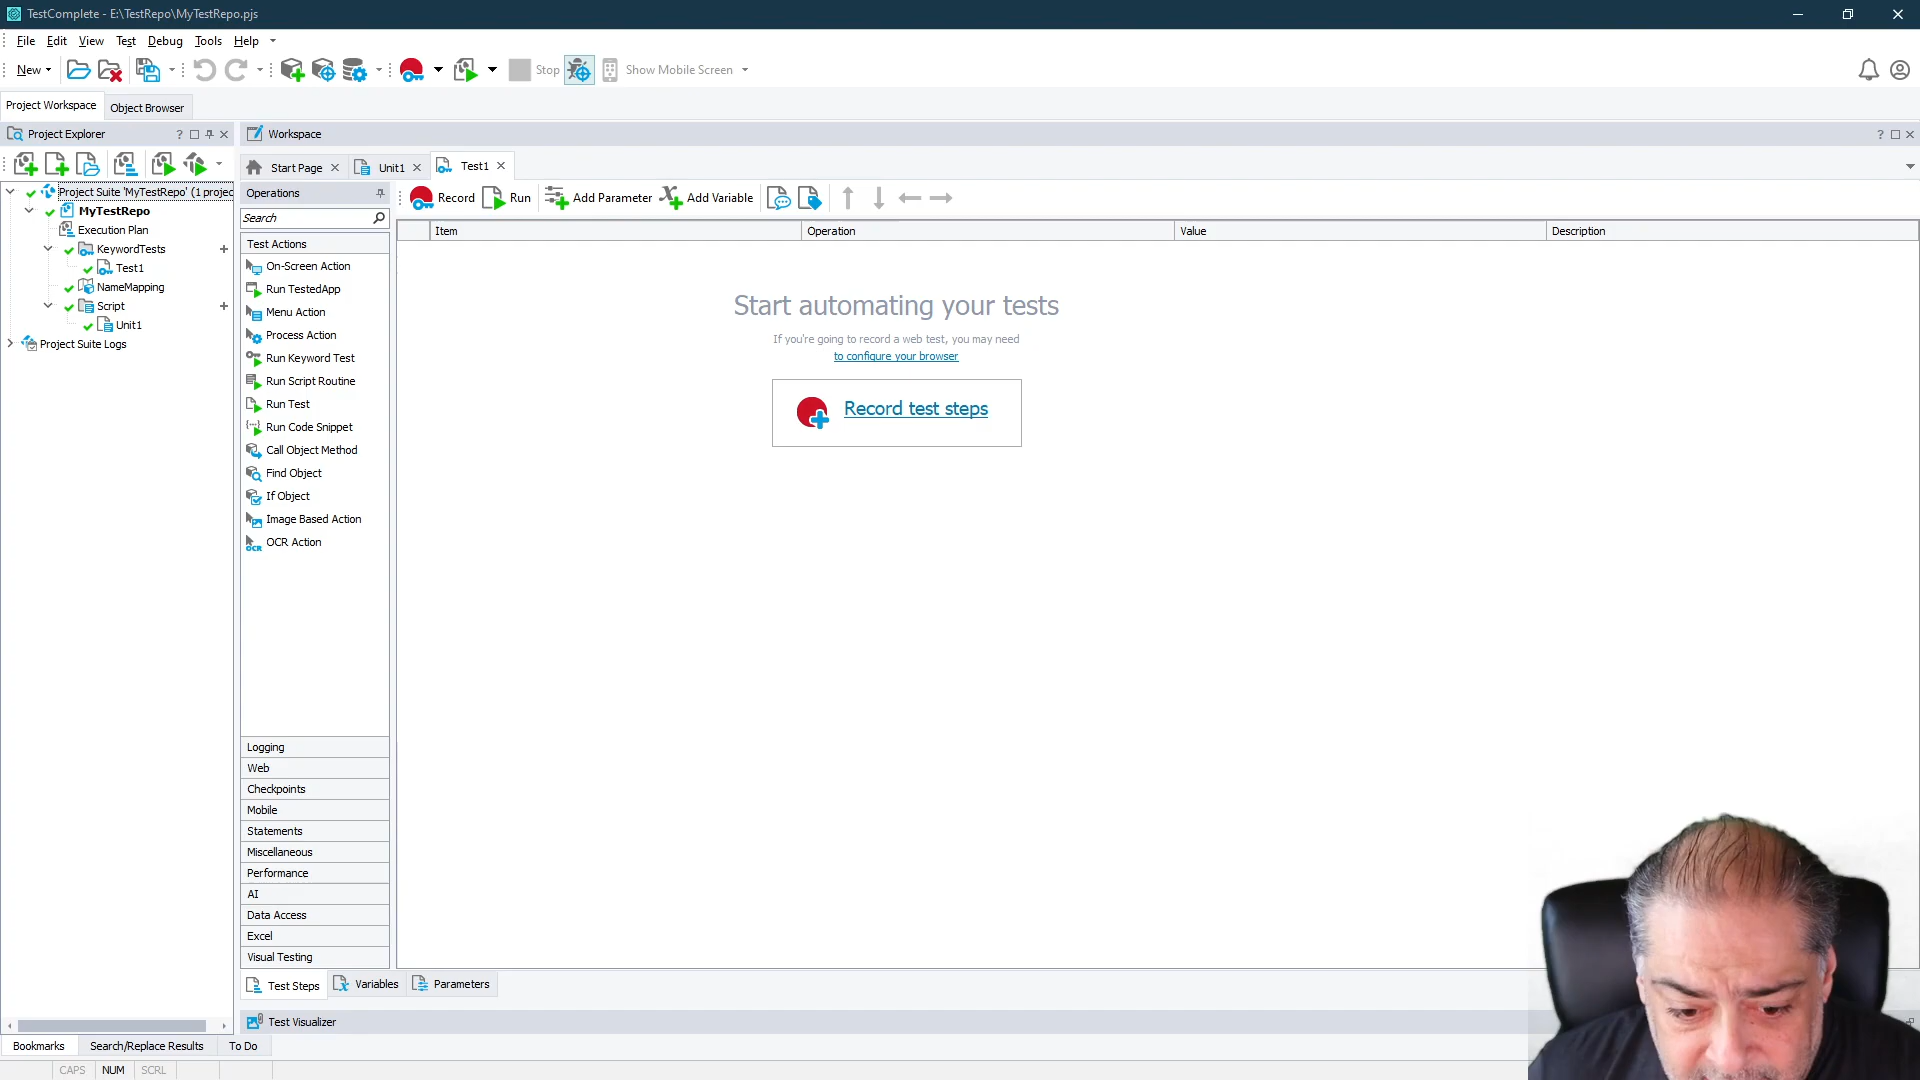 TestComplete - E:\TestRepo\MyTestRepo.pjs
File Edit View Test Debug Tools Help
New Stop Show Mobile Screen
Project Workspace Object Browser
Project Explorer ?
Workspace ?
Start Page Unit1 Test1
Project Suite 'MyTestRepo' (1 projec
MyTestRepo
Execution Plan
KeywordTests
Test1
NameMapping
Script
Unit1
Project Suite Logs
Operations
Search
Test Actions
On-Screen Action
Run TestedApp
Menu Action
Process Action
Run Keyword Test
Run Script Routine
Run Test
Run Code Snippet
Call Object Method
Find Object
If Object
Image Based Action
OCR Action
Logging
Web
Checkpoints
Mobile
Statements
Miscellaneous
Performance
AI
Data Access
Excel
Visual Testing
Record Run Add Parameter Add Variable
Item Operation Value Description
Start automating your tests
If you're going to record a web test, you may need
to configure your browser
Record test steps
Test Steps Variables Parameters
Test Visualizer
Bookmarks Search/Replace Results To Do
CAPS NUM SCRL